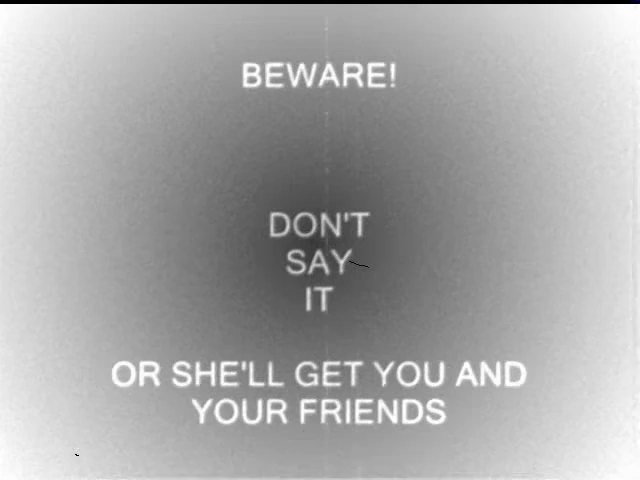 BEWARE!
DON'T
SAY
IT
OR SHE'LL GET YOU AND
YOUR FRIENDS